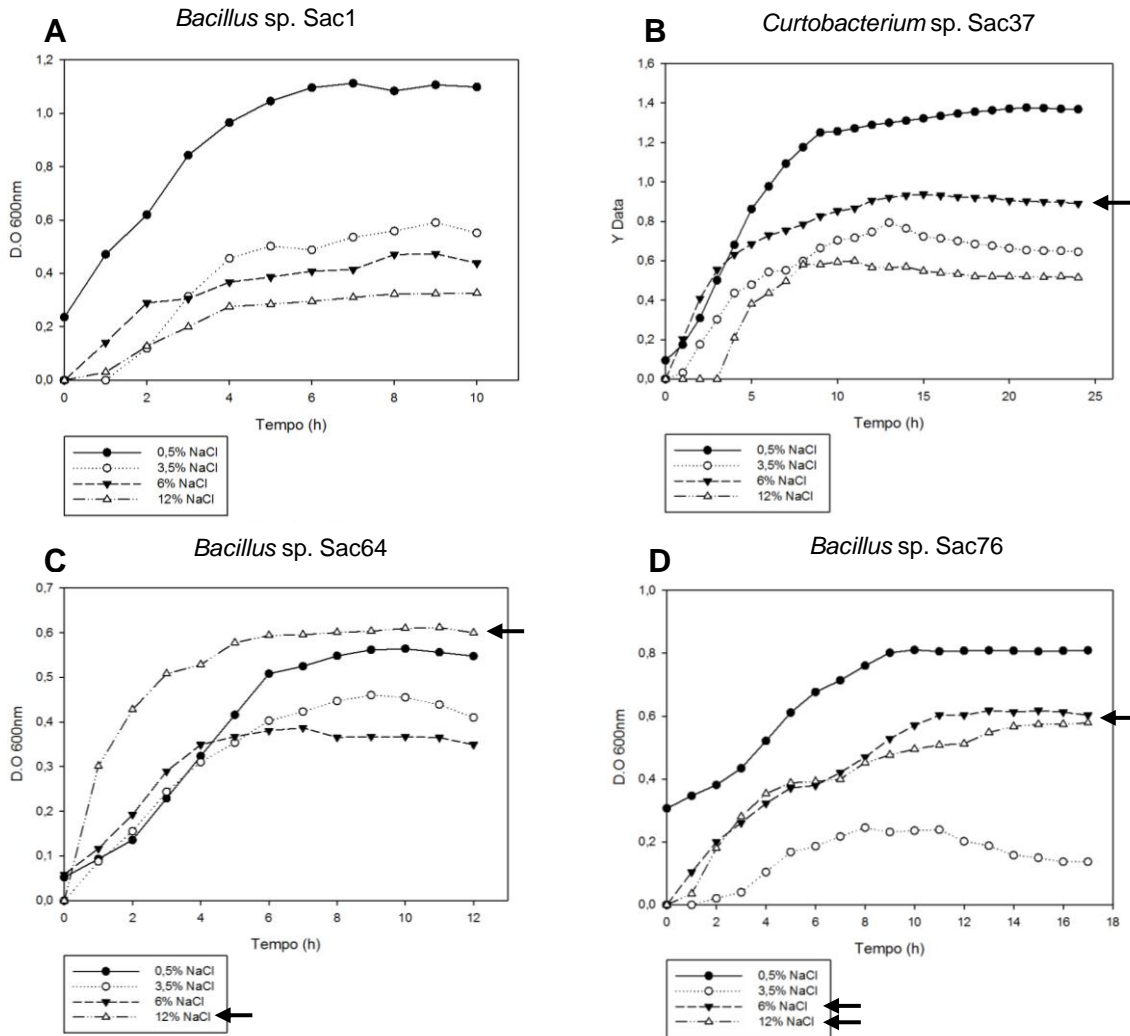 A
Bacillus sp. Sac1
1,2
1,0
0,8
0,6
0,4
0,2
0,0
D.O 600nm
0 2 4 6 8 10
Tempo (h)
0,5% NaCl
3,5% NaCl
6% NaCl
12% NaCl
B
Curtobacterium sp. Sac37
1,6
1,4
1,2
1,0
0,8
0,6
0,4
0,2
0,0
Y Data
0 5 10 15 20 25
Tempo (h)
0,5% NaCl
3,5% NaCl
6% NaCl
12% NaCl
C
Bacillus sp. Sac64
0,7
0,6
0,5
0,4
0,3
0,2
0,1
0,0
D.O 600nm
0 2 4 6 8 10 12
Tempo (h)
0,5% NaCl
3,5% NaCl
6% NaCl
12% NaCl
D
Bacillus sp. Sac76
1,0
0,8
0,6
0,4
0,2
0,0
D.O 600nm
0 2 4 6 8 10 12 14 16 18
Tempo (h)
0,5% NaCl
3,5% NaCl
6% NaCl
12% NaCl